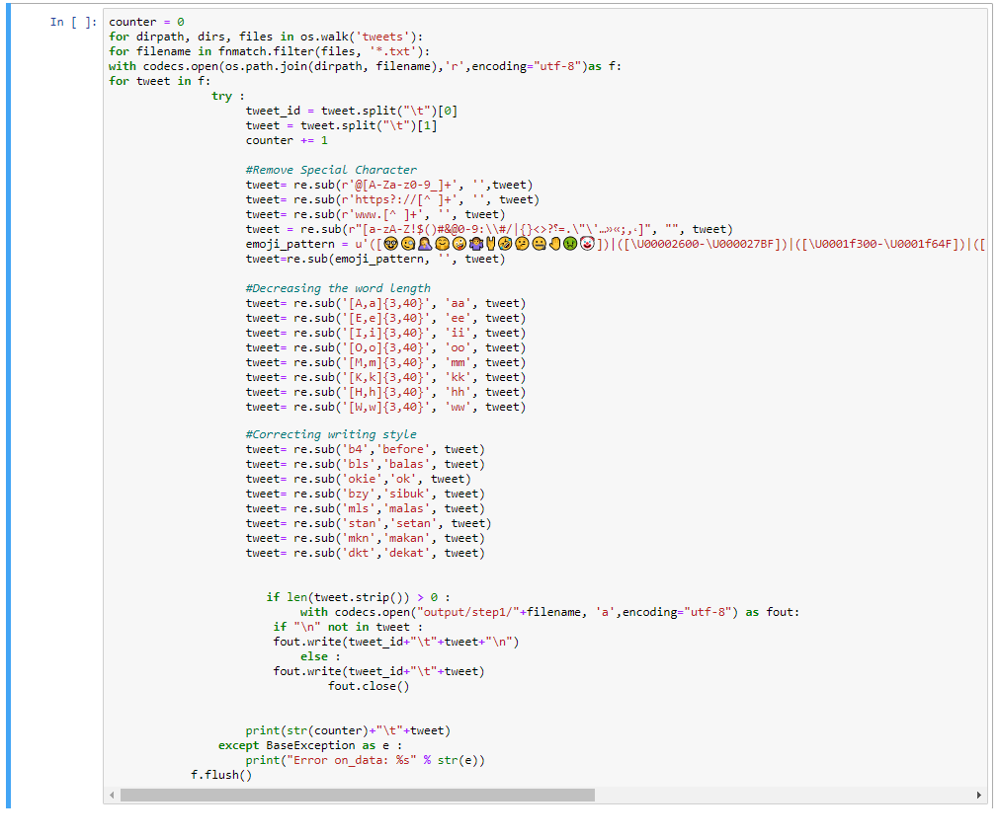 In [ ]: counter = 0
for dirpath, dirs, files in os.walk('tweets'):
for filename in fnmatch.filter(files, '*.txt'):
with codecs.open(os.path.join(dirpath, filename),'r',encoding="utf-8")as f:
for tweet in f:
try :
tweet_id = tweet.split("\t")[0]
tweet = tweet.split("\t")[1]
counter += 1
#Remove Special Character
tweet= re.sub(r'@[A-Za-z0-9_]+', '',tweet)
tweet= re.sub(r'https?://[^ ]+', '', tweet)
tweet= re.sub(r'www.[^ ]+', '', tweet)
tweet = re.sub(r"[a-zA-Z!$()#&@0-9:\\#/|{}<>?؟=.\"\'…»«;,،]", "", tweet)
emoji_pattern = u'([🤓🧐🤦‍♀️🤗🤪🤷‍♀️🤘🤣🤔🤐🤚🤢🤡])|([\U00002600-\U000027BF])|([\U0001f300-\U0001f64F])|([
tweet=re.sub(emoji_pattern, '', tweet)
#Decreasing the word length
tweet= re.sub('[A,a]{3,40}', 'aa', tweet)
tweet= re.sub('[E,e]{3,40}', 'ee', tweet)
tweet= re.sub('[I,i]{3,40}', 'ii', tweet)
tweet= re.sub('[O,o]{3,40}', 'oo', tweet)
tweet= re.sub('[M,m]{3,40}', 'mm', tweet)
tweet= re.sub('[K,k]{3,40}', 'kk', tweet)
tweet= re.sub('[H,h]{3,40}', 'hh', tweet)
tweet= re.sub('[W,w]{3,40}', 'ww', tweet)
#Correcting writing style
tweet= re.sub('b4','before', tweet)
tweet= re.sub('bls','balas', tweet)
tweet= re.sub('okie','ok', tweet)
tweet= re.sub('bzy','sibuk', tweet)
tweet= re.sub('mls','malas', tweet)
tweet= re.sub('stan','setan', tweet)
tweet= re.sub('mkn','makan', tweet)
tweet= re.sub('dkt','dekat', tweet)
if len(tweet.strip()) > 0 :
with codecs.open("output/step1/"+filename, 'a',encoding="utf-8") as fout:
if "\n" not in tweet :
fout.write(tweet_id+"\t"+tweet+"\n")
else :
fout.write(tweet_id+"\t"+tweet)
fout.close()
print(str(counter)+"\t"+tweet)
except BaseException as e :
print("Error on_data: %s" % str(e))
f.flush()